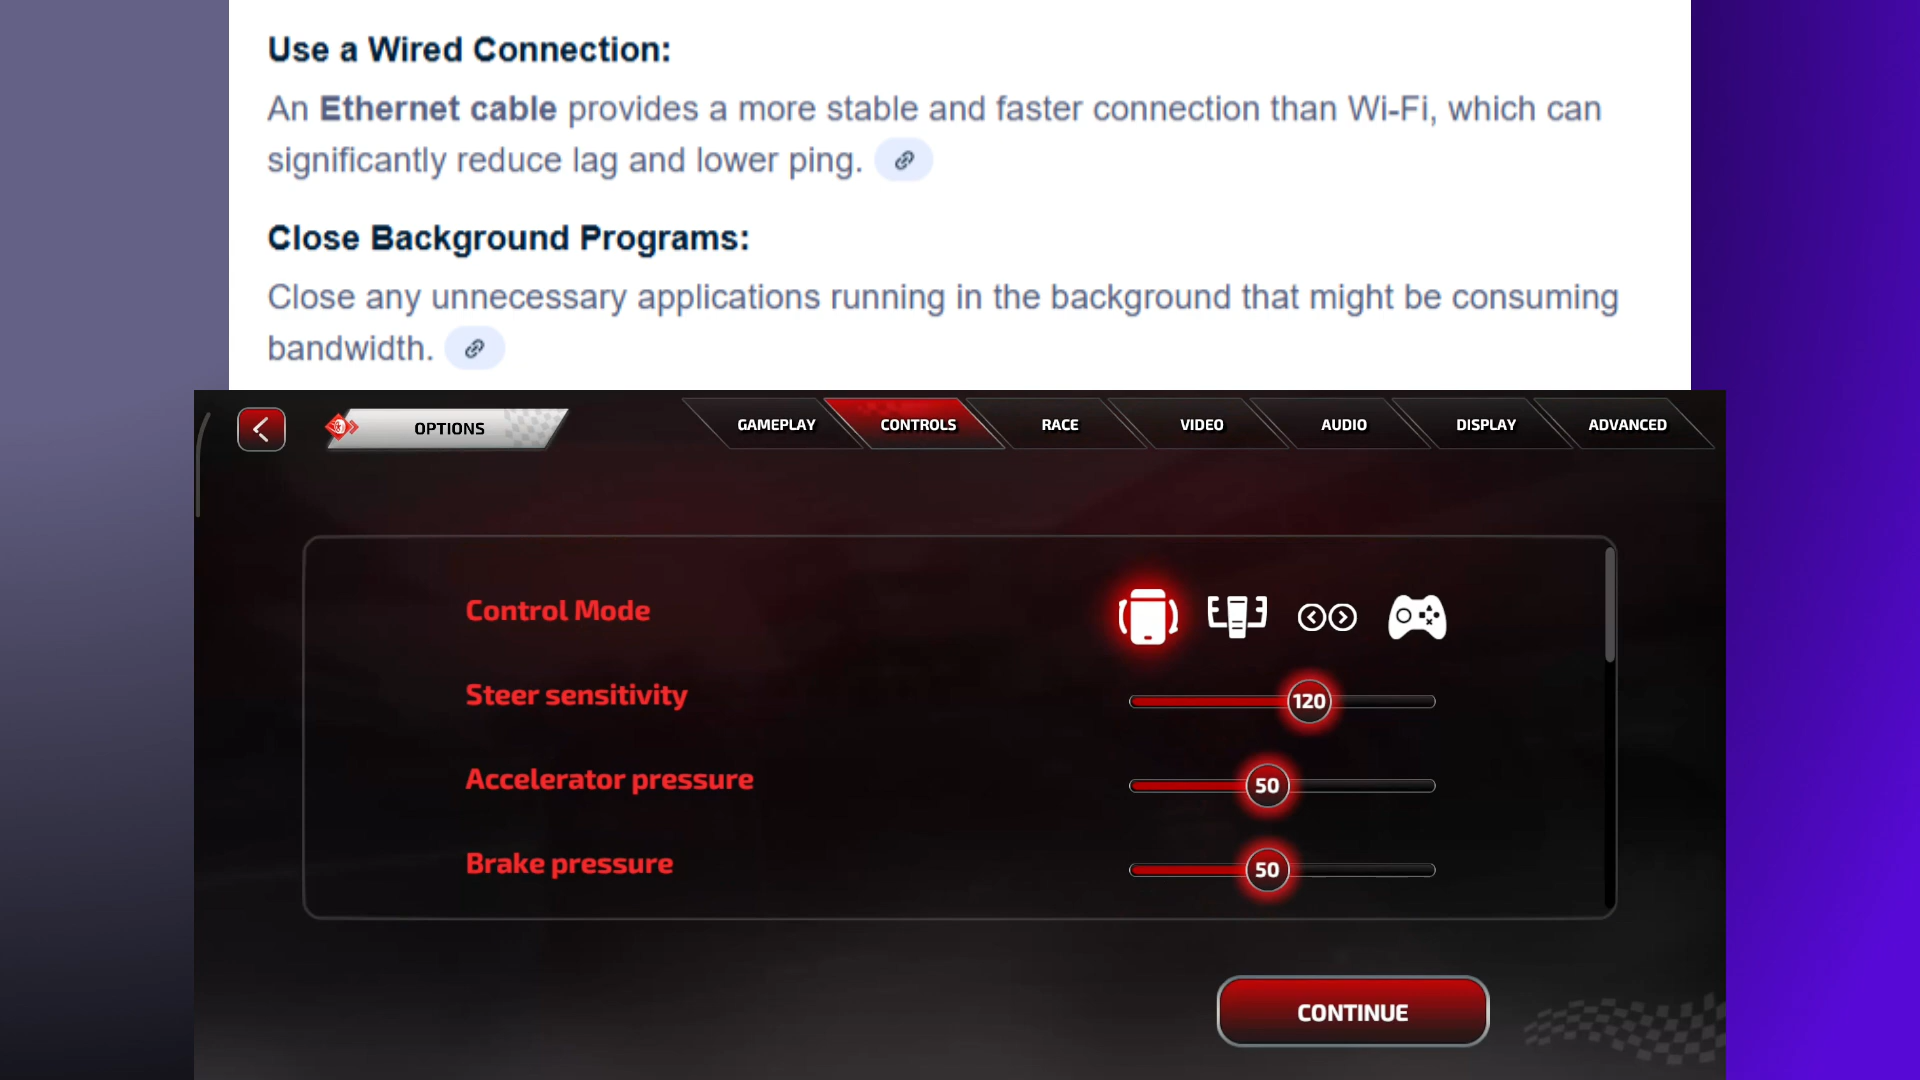 Use a Wired Connection:
An Ethernet cable provides a more stable and faster connection than Wi-Fi, which can
significantly reduce lag and lower ping.
Close Background Programs:
Close any unnecessary applications running in the background that might be consuming
bandwidth.
OPTIONS
GAMEPLAY
CONTROLS
RACE
VIDEO
AUDIO
DISPLAY
ADVANCED
Control Mode
Steer sensitivity
120
Accelerator pressure
50
Brake pressure
50
CONTINUE